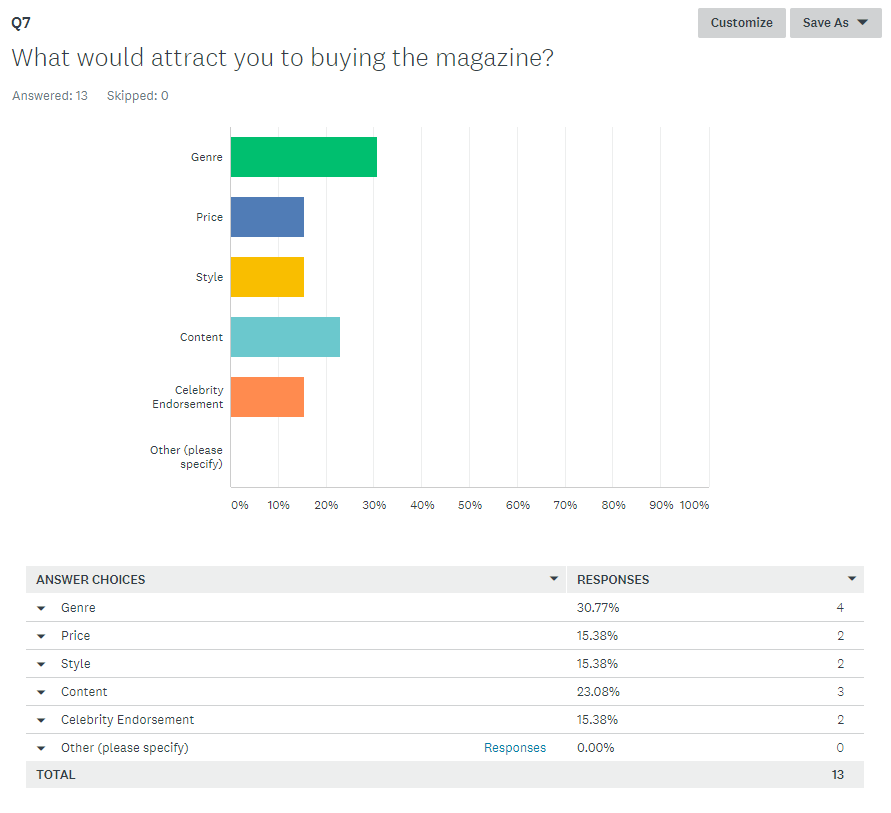 Q7
Customize
Save As
What would attract you to buying the magazine?
Answered: 13 Skipped: 0
Genre
Price
Style
Content
Celebrity
Endorsement
Other (please
specify)
0% 10% 20% 30% 40% 50% 60% 70% 80% 90% 100%
ANSWER CHOICES RESPONSES
Genre 30.77% 4
Price 15.38% 2
Style 15.38% 2
Content 23.08% 3
Celebrity Endorsement 15.38% 2
Other (please specify) Responses 0.00% 0
TOTAL 13